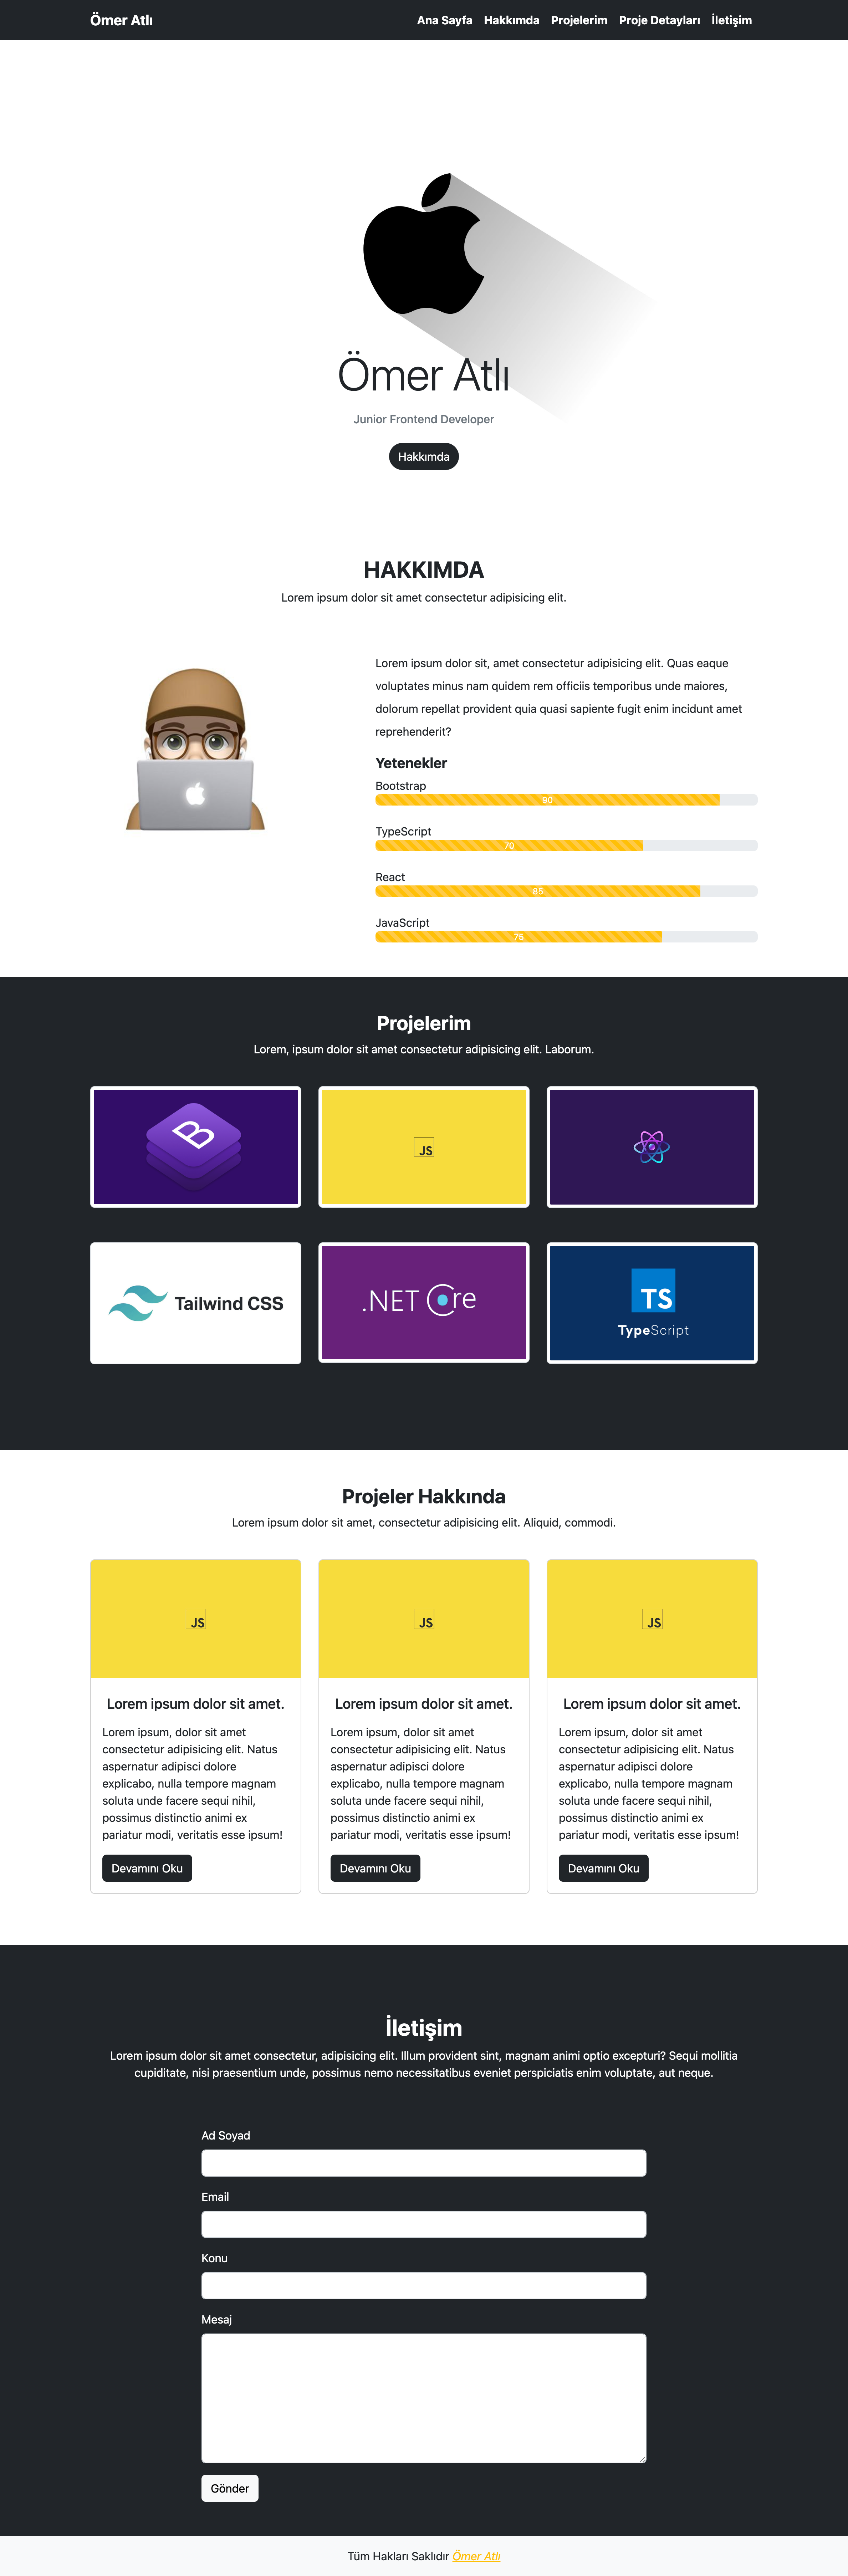 Ömer Atlı
Ana Sayfa Hakkımda Projelerim Proje Detayları İletişim
Ömer Atlı
Junior Frontend Developer
Hakkımda
HAKKIMDA
Lorem ipsum dolor sit amet consectetur adipisicing elit.
Lorem ipsum dolor sit, amet consectetur adipisicing elit. Quas eaque
voluptates minus nam quidem rem officiis temporibus unde maiores,
dolorum repellat provident quia quasi sapiente fugit enim incidunt amet
reprehenderit?
Yetenekler
Bootstrap
90
TypeScript
70
React
85
JavaScript
75
Projelerim
Lorem, ipsum dolor sit amet consectetur adipisicing elit. Laborum.
B
JS
Tailwind CSS
.NET Core
TS
TypeScript
Projeler Hakkında
Lorem ipsum dolor sit amet, consectetur adipisicing elit. Aliquid, commodi.
JS
Lorem ipsum dolor sit amet.
Lorem ipsum, dolor sit amet
consectetur adipisicing elit. Natus
aspernatur adipisci dolore
explicabo, nulla tempore magnam
soluta unde facere sequi nihil,
possimus distinctio animi ex
pariatur modi, veritatis esse ipsum!
Devamını Oku
JS
Lorem ipsum dolor sit amet.
Lorem ipsum, dolor sit amet
consectetur adipisicing elit. Natus
aspernatur adipisci dolore
explicabo, nulla tempore magnam
soluta unde facere sequi nihil,
possimus distinctio animi ex
pariatur modi, veritatis esse ipsum!
Devamını Oku
JS
Lorem ipsum dolor sit amet.
Lorem ipsum, dolor sit amet
consectetur adipisicing elit. Natus
aspernatur adipisci dolore
explicabo, nulla tempore magnam
soluta unde facere sequi nihil,
possimus distinctio animi ex
pariatur modi, veritatis esse ipsum!
Devamını Oku
İletişim
Lorem ipsum dolor sit amet consectetur, adipisicing elit. Illum provident sint, magnam animi optio excepturi? Sequi mollitia
cupiditate, nisi praesentium unde, possimus nemo necessitatibus eveniet perspiciatis enim voluptate, aut neque.
Ad Soyad
Email
Konu
Mesaj
Gönder
Tüm Hakları Saklıdır Ömer Atlı